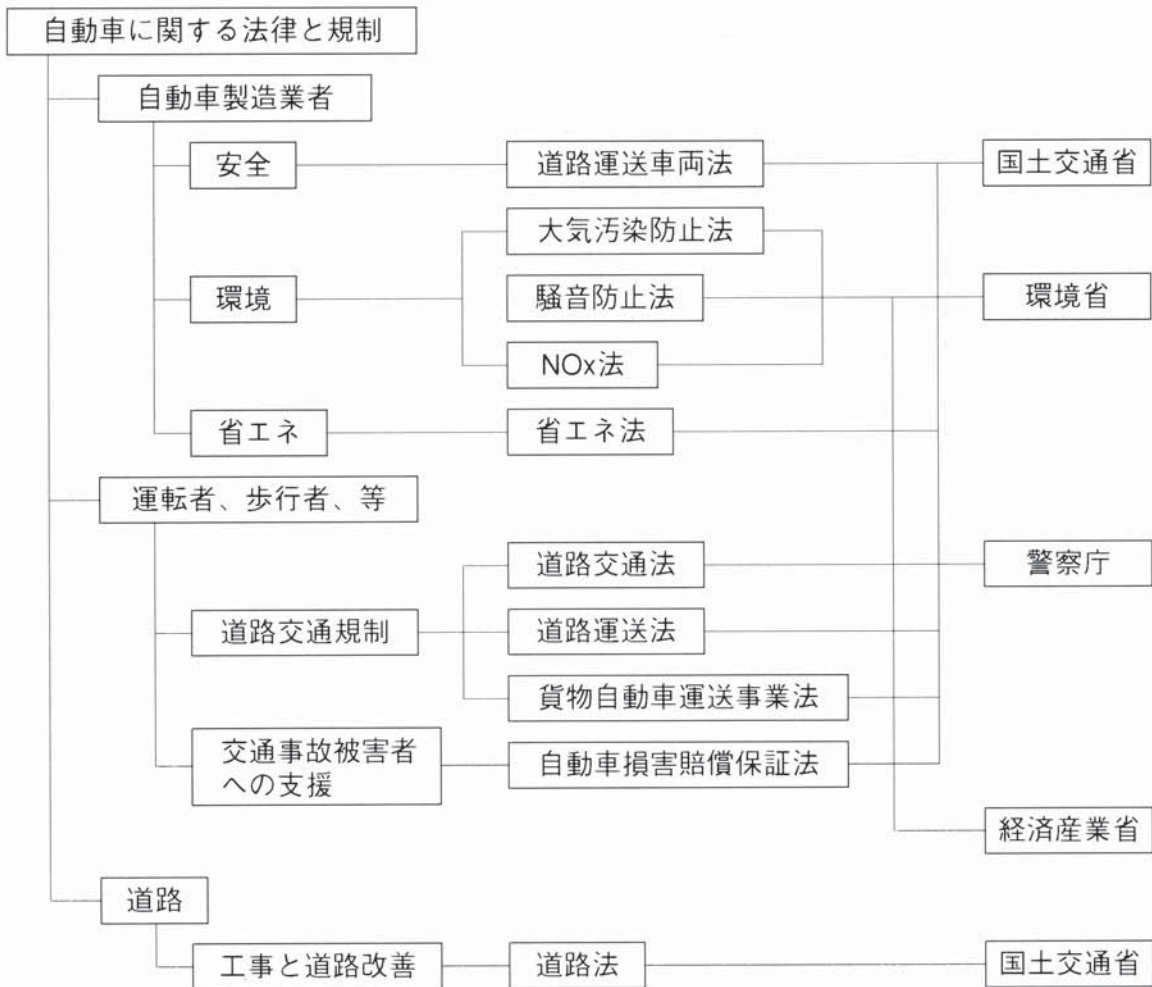 自動車に関する法律と規制
自動車製造業者
安全
道路運送車両法
国土交通省
大気汚染防止法
環境
騒音防止法
環境省
NOx法
省エネ
省エネ法
運転者、歩行者、等
道路交通法
警察庁
道路交通規制
道路運送法
貨物自動車運送事業法
交通事故被害者
への支援
自動車損害賠償保証法
経済産業省
道路
工事と道路改善
道路法
国土交通省